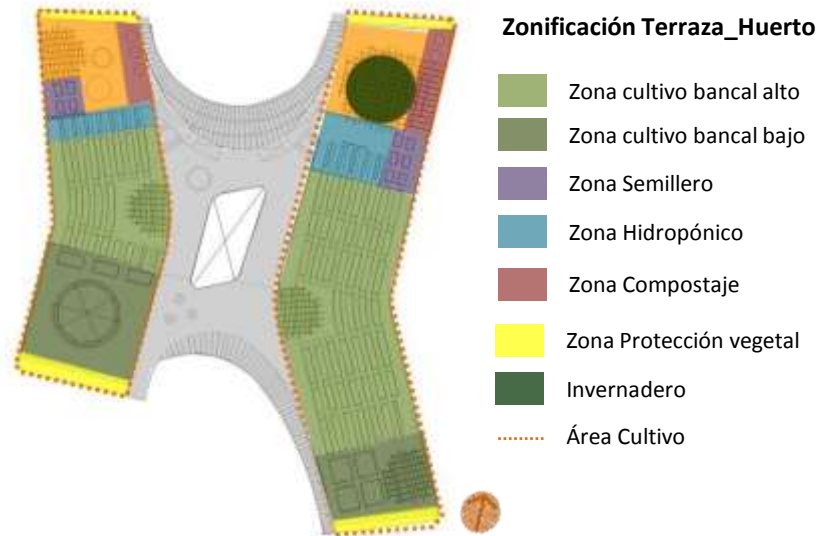 Zonificación Terraza_Huerto
Zona cultivo bancal alto
Zona cultivo bancal bajo
Zona Semillero
Zona Hidropónico
Zona Compostaje
Zona Protección vegetal
Invernadero
Área Cultivo